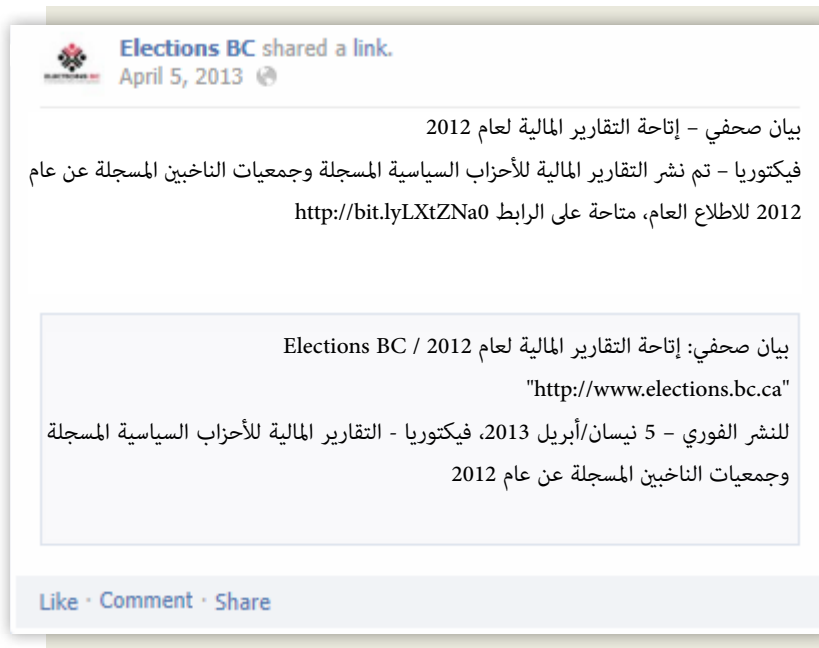 Elections BC shared a link.
April 5, 2013
بيان صحفي – إتاحة التقارير المالية لعام 2012
فيكتوريا – تم نشر التقارير المالية للأحزاب السياسية المسجلة وجمعيات الناخبين المسجلة عن عام
2012 للاطلاع العام، متاحة على الرابط http://bit.lyLXtZNa0
بيان صحفي: إتاحة التقارير المالية لعام 2012 / Elections BC
"http://www.elections.bc.ca"
للنشر الفوري – 5 نيسان/أبريل 2013، فيكتوريا - التقارير المالية للأحزاب السياسية المسجلة
وجمعيات الناخبين المسجلة عن عام 2012
Like · Comment · Share